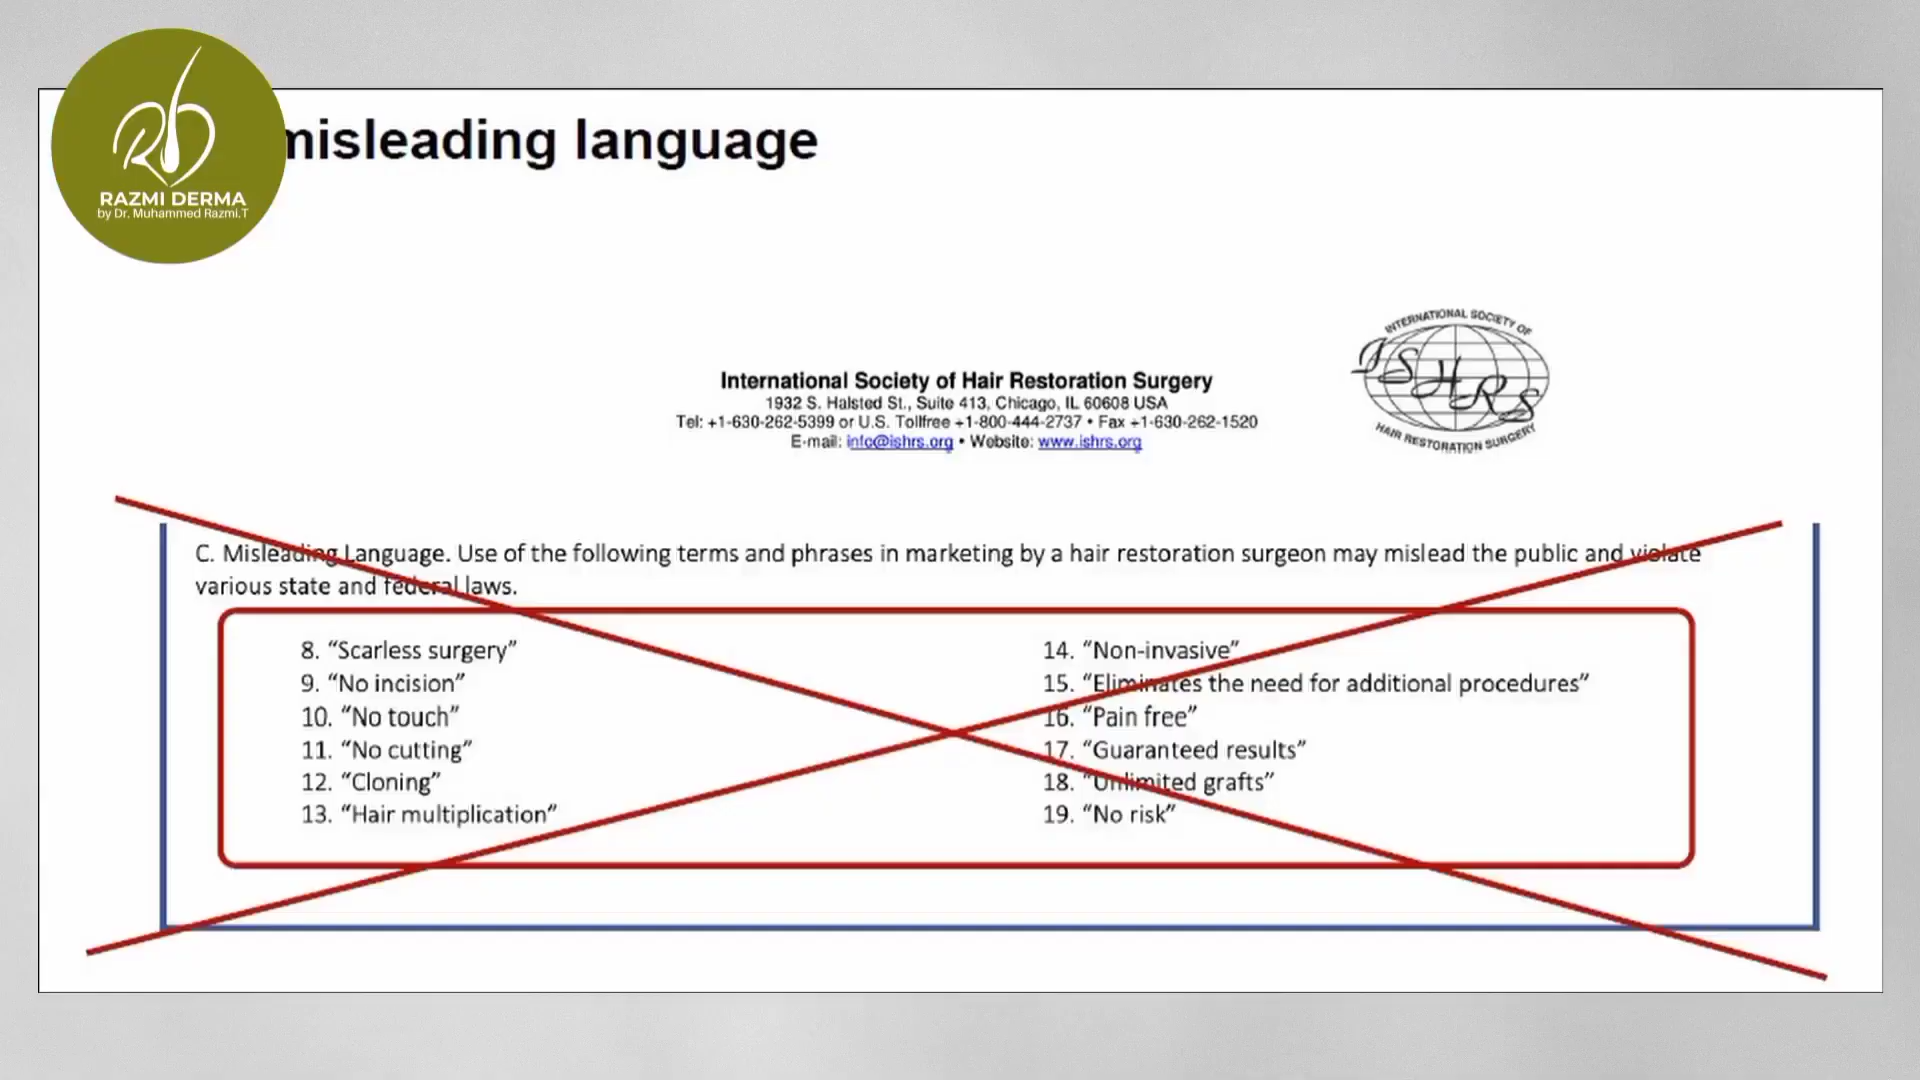 misleading language
RAZMI DERMA
by Dr. Muhammed Razmi.T
INTERNATIONAL SOCIETY OF
ISHRS
HAIR RESTORATION SURGERY
International Society of Hair Restoration Surgery
1932 S. Halsted St., Suite 413, Chicago, IL 60608 USA
Tel: +1-630-262-5399 or U.S. Tollfree +1-800-444-2737 • Fax +1-630-262-1520
E-mail: info@ishrs.org • Website: www.ishrs.org
C. Misleading Language. Use of the following terms and phrases in marketing by a hair restoration surgeon may mislead the public and violate
various state and federal laws.
8. “Scarless surgery”
9. “No incision”
10. “No touch”
11. “No cutting”
12. “Cloning”
13. “Hair multiplication”
14. “Non-invasive”
15. “Eliminates the need for additional procedures”
16. “Pain free”
17. “Guaranteed results”
18. “Unlimited grafts”
19. “No risk”